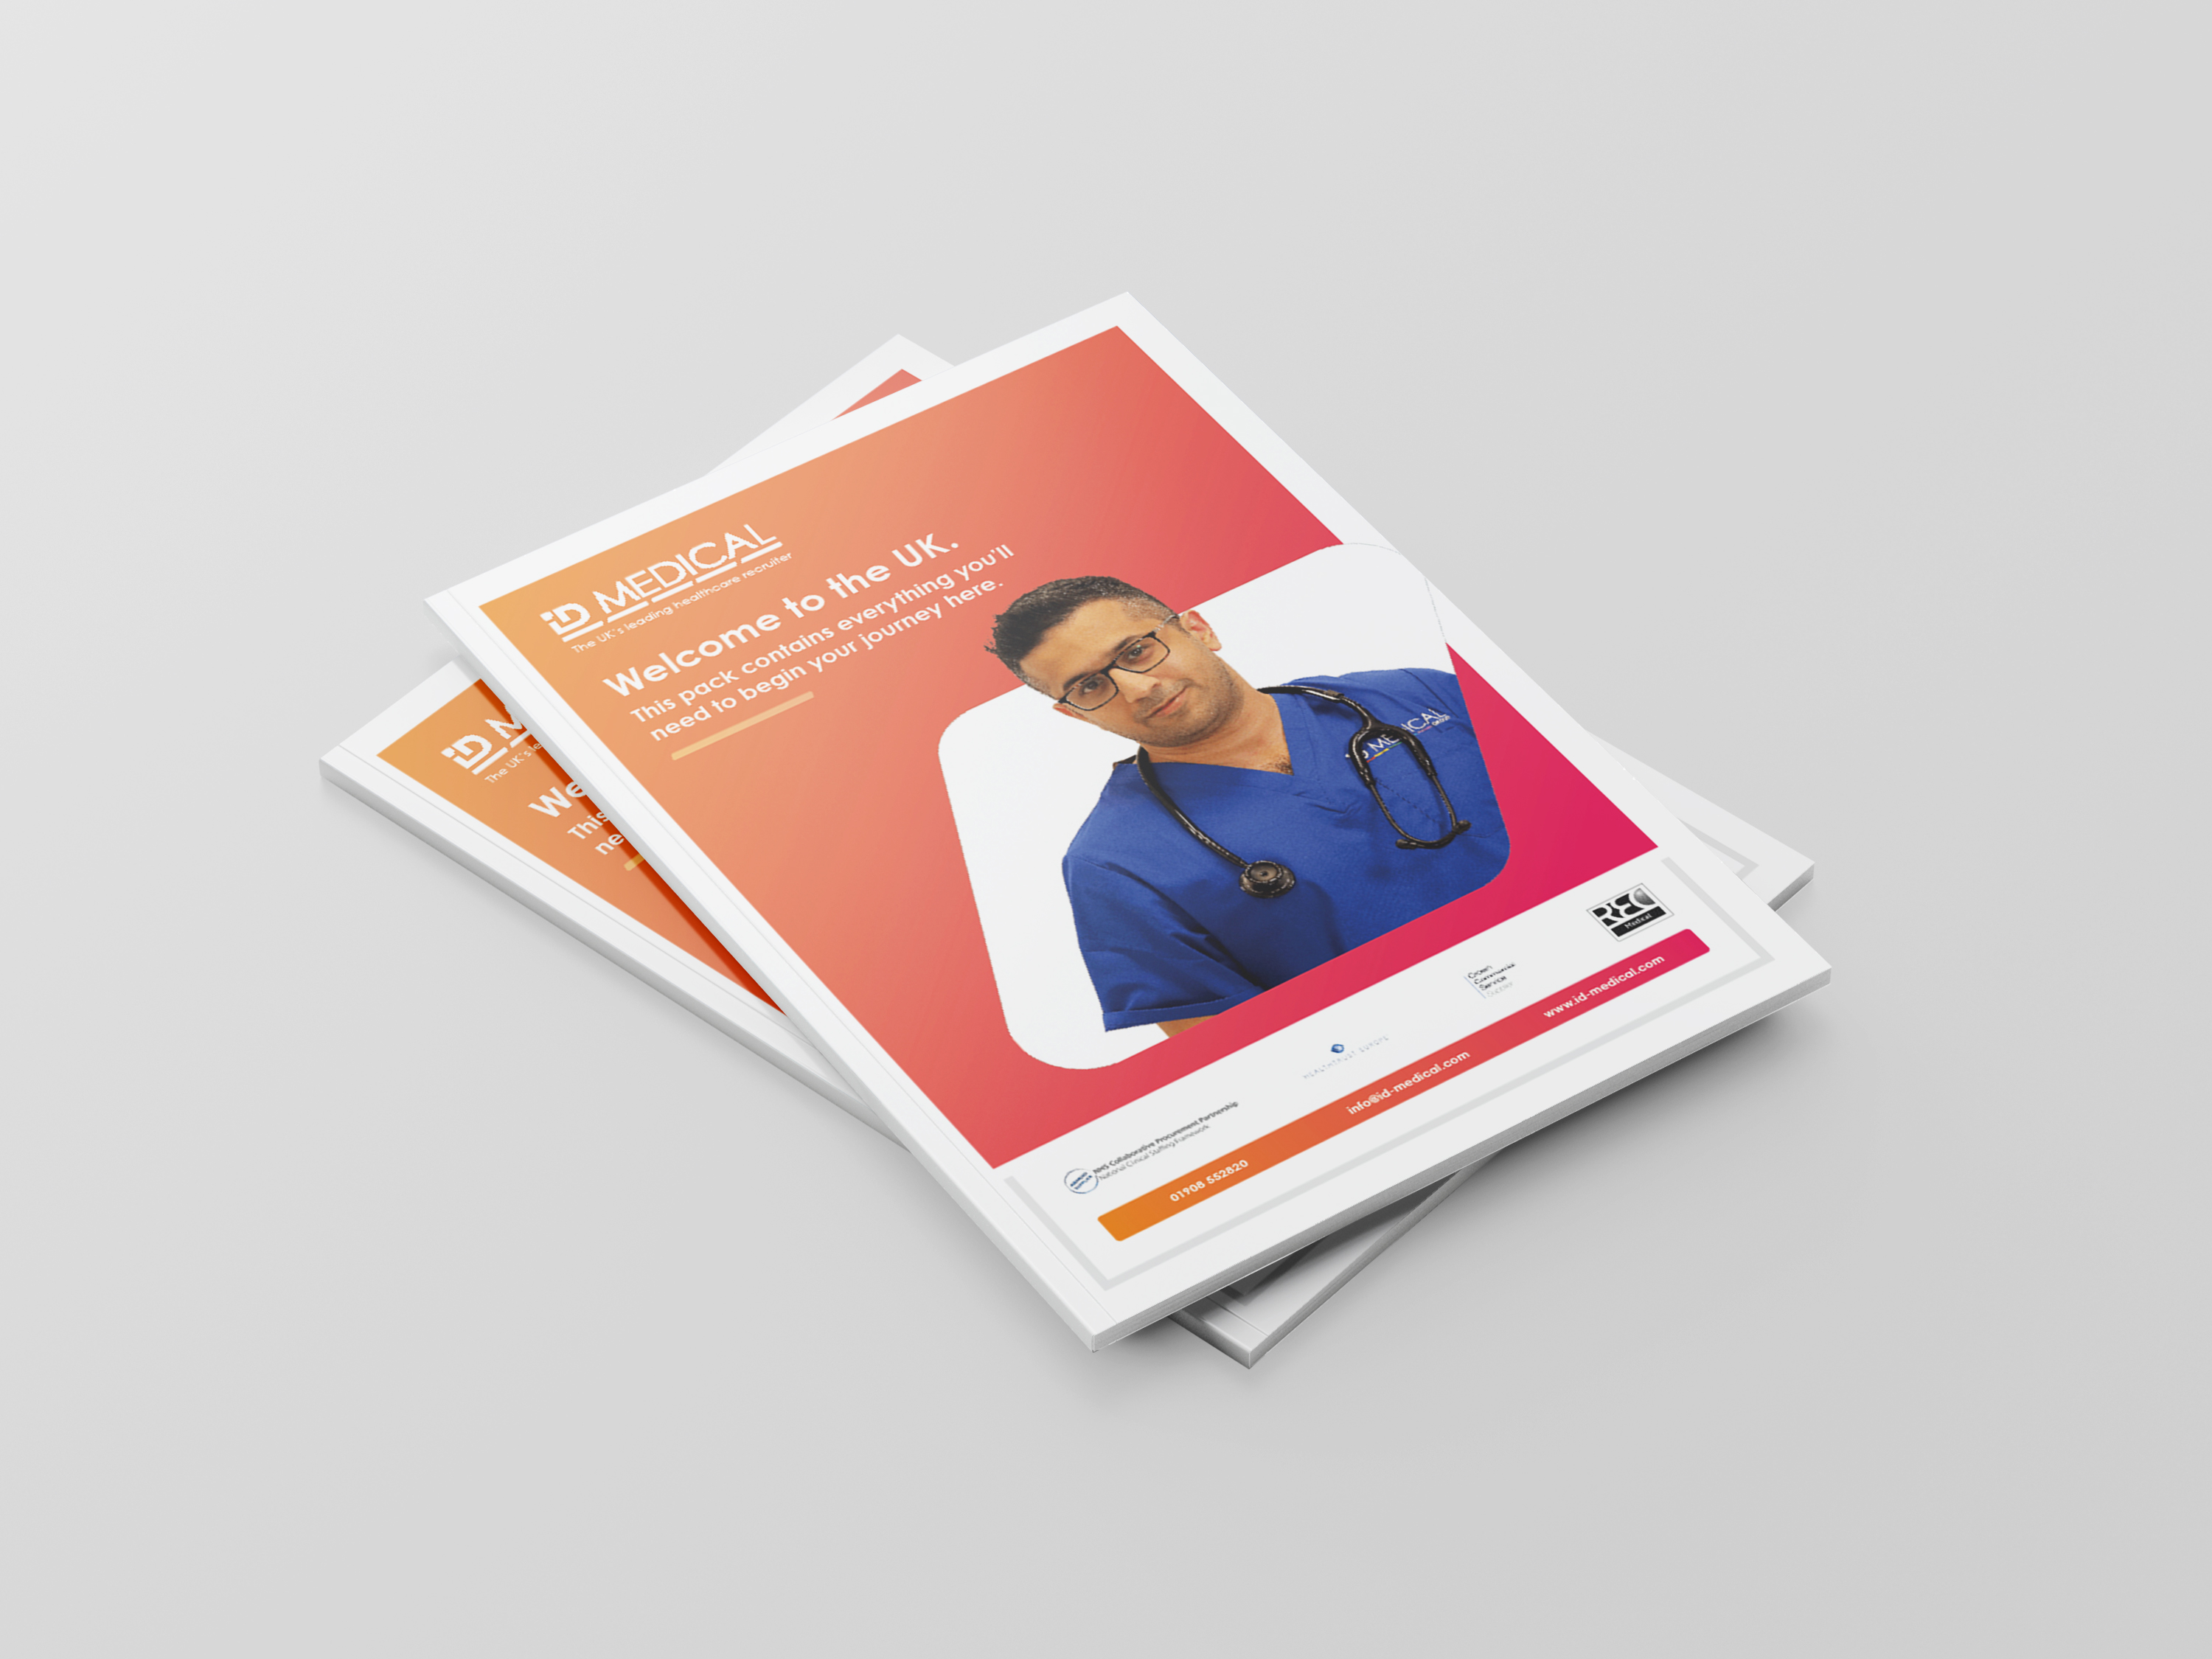 iD MEDICAL
The UK's leading healthcare recruiter
Welcome to the UK.
This pack contains everything you'll
need to begin your journey here.
iD M
The UK's le
We
This
ne
MEDICAL
GROUP
REC
Medical
Crown
Commercial
Service
Supplier
HEALTHTRUST EUROPE
NHS Collaborative Procurement Partnership
National Clinical Staffing Framework
01908 552820
info@id-medical.com
www.id-medical.com